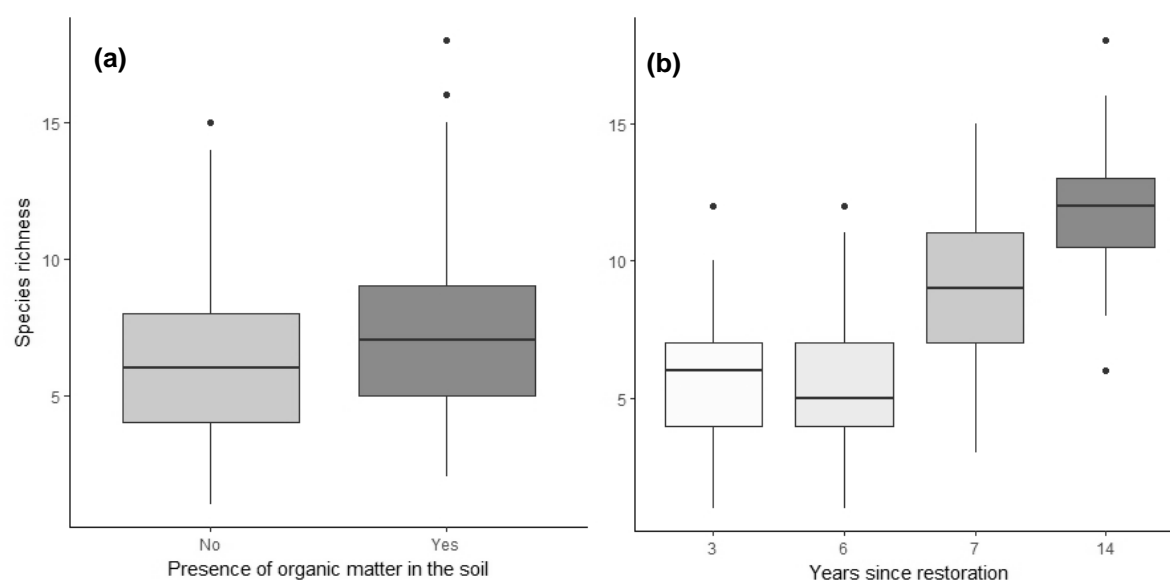 (a)
Species richness
15
10
5
No Yes
Presence of organic matter in the soil
(b)
15
10
5
3 6 7 14
Years since restoration